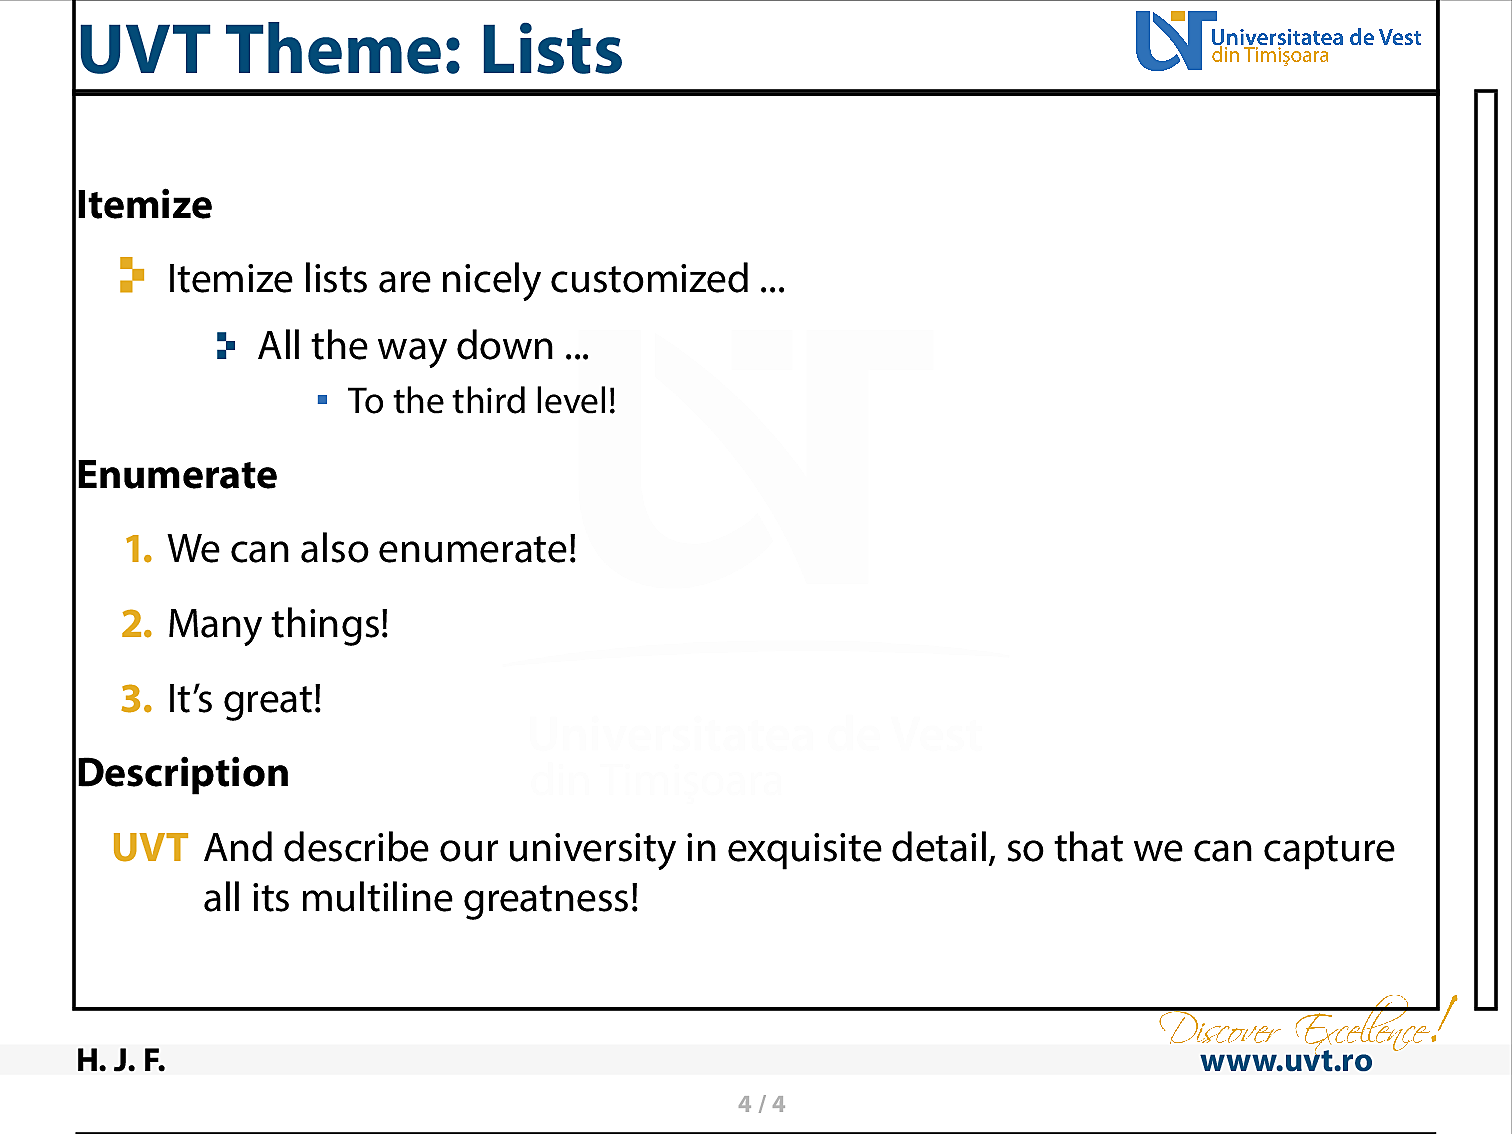 UVT Theme: Lists
Universitatea de Vest
din Timișoara
Itemize
Itemize lists are nicely customized ...
All the way down ...
To the third level!
Enumerate
1. We can also enumerate!
2. Many things!
3. It’s great!
Universitatea de Vest
din Timișoara
Description
UVT And describe our university in exquisite detail, so that we can capture
all its multiline greatness!
Discover Excellence!
H. J. F.
www.uvt.ro
4 / 4